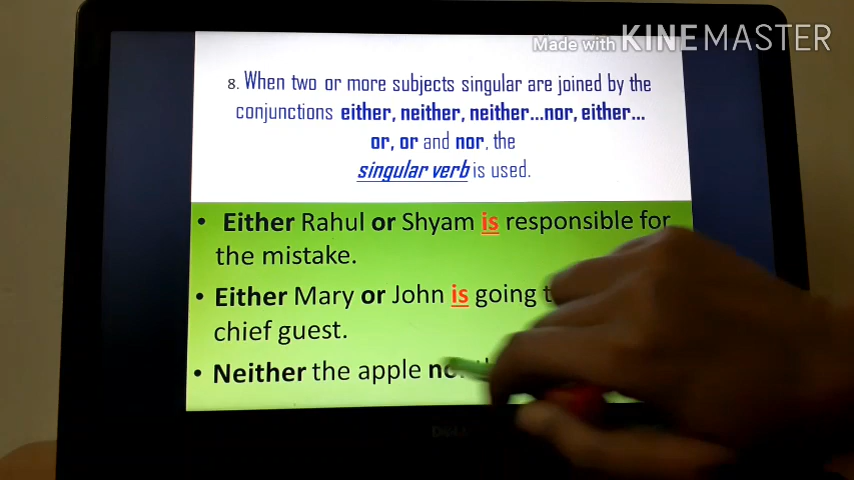 Made with KINEMASTER
8. When two or more subjects singular are joined by the
conjunctions either, neither, neither...nor, either...
or, or and nor, the
singular verb is used.
• Either Rahul or Shyam is responsible for
the mistake.
• Either Mary or John is going
chief guest.
• Neither the apple